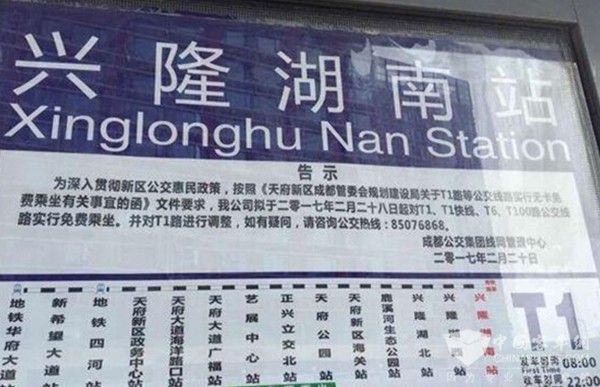 兴隆湖南站
Xinglonghu Nan Station
告示
为深入贯彻新区公交惠民政策，按照《天府新区成都管委会规划建设局关于T1路等公交线路实行无卡免
费乘坐有关事宜的函》文件要求，我公司拟于二零一七年二月二十八日起对T1、T1快线、T6、T100路公交线
路实行免费乘坐。并对T1路进行调整，如有疑问，请咨询公交热线：85076868。
成都公交集团线网管理中心
二零一七年二月二十日
地铁华府大道站
新希望大道站
地铁四河站
天府新区政务中心站
天府大道海洋路口站
天府大道广福站
艺展中心站
正兴立交北站
天府公园站
鹿溪河生态公园站
兴隆湖北站
兴隆湖西站
兴隆湖南站
T1
08:00
First Time
收车时间
22:00